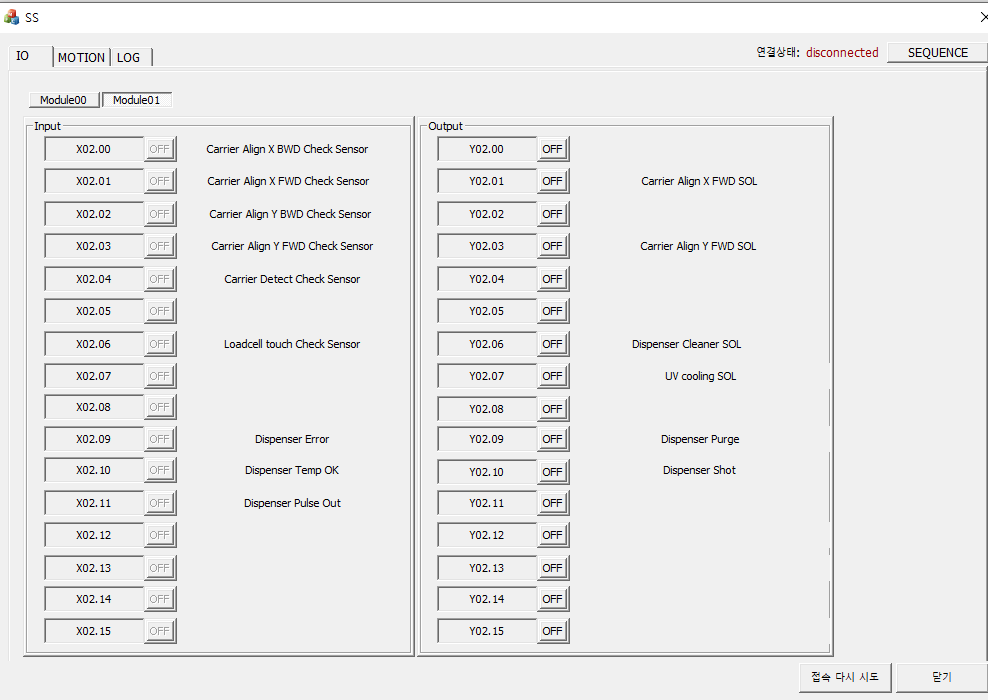 SS
IO MOTION LOG 연결상태: disconnected SEQUENCE
Module00 Module01
Input Output
X02.00 OFF Carrier Align X BWD Check Sensor Y02.00 OFF
X02.01 OFF Carrier Align X FWD Check Sensor Y02.01 OFF Carrier Align X FWD SOL
X02.02 OFF Carrier Align Y BWD Check Sensor Y02.02 OFF
X02.03 OFF Carrier Align Y FWD Check Sensor Y02.03 OFF Carrier Align Y FWD SOL
X02.04 OFF Carrier Detect Check Sensor Y02.04 OFF
X02.05 OFF Y02.05 OFF
X02.06 OFF Loadcell touch Check Sensor Y02.06 OFF Dispenser Cleaner SOL
X02.07 OFF Y02.07 OFF UV cooling SOL
X02.08 OFF Y02.08 OFF
X02.09 OFF Dispenser Error Y02.09 OFF Dispenser Purge
X02.10 OFF Dispenser Temp OK Y02.10 OFF Dispenser Shot
X02.11 OFF Dispenser Pulse Out Y02.11 OFF
X02.12 OFF Y02.12 OFF
X02.13 OFF Y02.13 OFF
X02.14 OFF Y02.14 OFF
X02.15 OFF Y02.15 OFF
접속 다시 시도 닫기